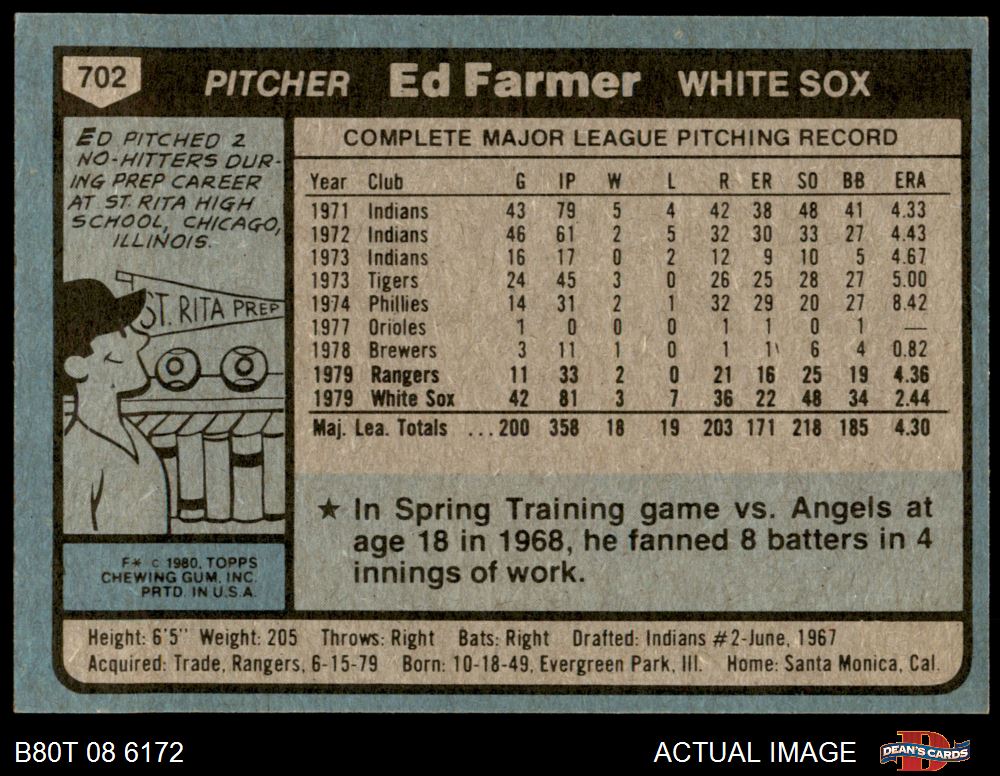 702 PITCHER Ed Farmer WHITE SOX
ED PITCHED 2
NO-HITTERS DUR-
ING PREP CAREER
AT ST. RITA HIGH
SCHOOL, CHICAGO,
ILLINOIS.
ST. RITA PREP
F* © 1980, TOPPS
CHEWING GUM, INC.
PRTD. IN U.S.A.
COMPLETE MAJOR LEAGUE PITCHING RECORD
Year Club G IP W L R ER SO BB ERA
1971 Indians 43 79 5 4 42 38 48 41 4.33
1972 Indians 46 61 2 5 32 30 33 27 4.43
1973 Indians 16 17 0 2 12 9 10 5 4.67
1973 Tigers 24 45 3 0 26 25 28 27 5.00
1974 Phillies 14 31 2 1 32 29 20 27 8.42
1977 Orioles 1 0 0 0 1 1 0 1 —
1978 Brewers 3 11 1 0 1 1 6 4 0.82
1979 Rangers 11 33 2 0 21 16 25 19 4.36
1979 White Sox 42 81 3 7 36 22 48 34 2.44
Maj. Lea. Totals ...200 358 18 19 203 171 218 185 4.30
★ In Spring Training game vs. Angels at
age 18 in 1968, he fanned 8 batters in 4
innings of work.
Height: 6'5" Weight: 205 Throws: Right Bats: Right Drafted: Indians #2-June, 1967
Acquired: Trade, Rangers, 6-15-79 Born: 10-18-49, Evergreen Park, Ill. Home: Santa Monica, Cal.
B80T 08 6172 ACTUAL IMAGE DEAN'S CARDS